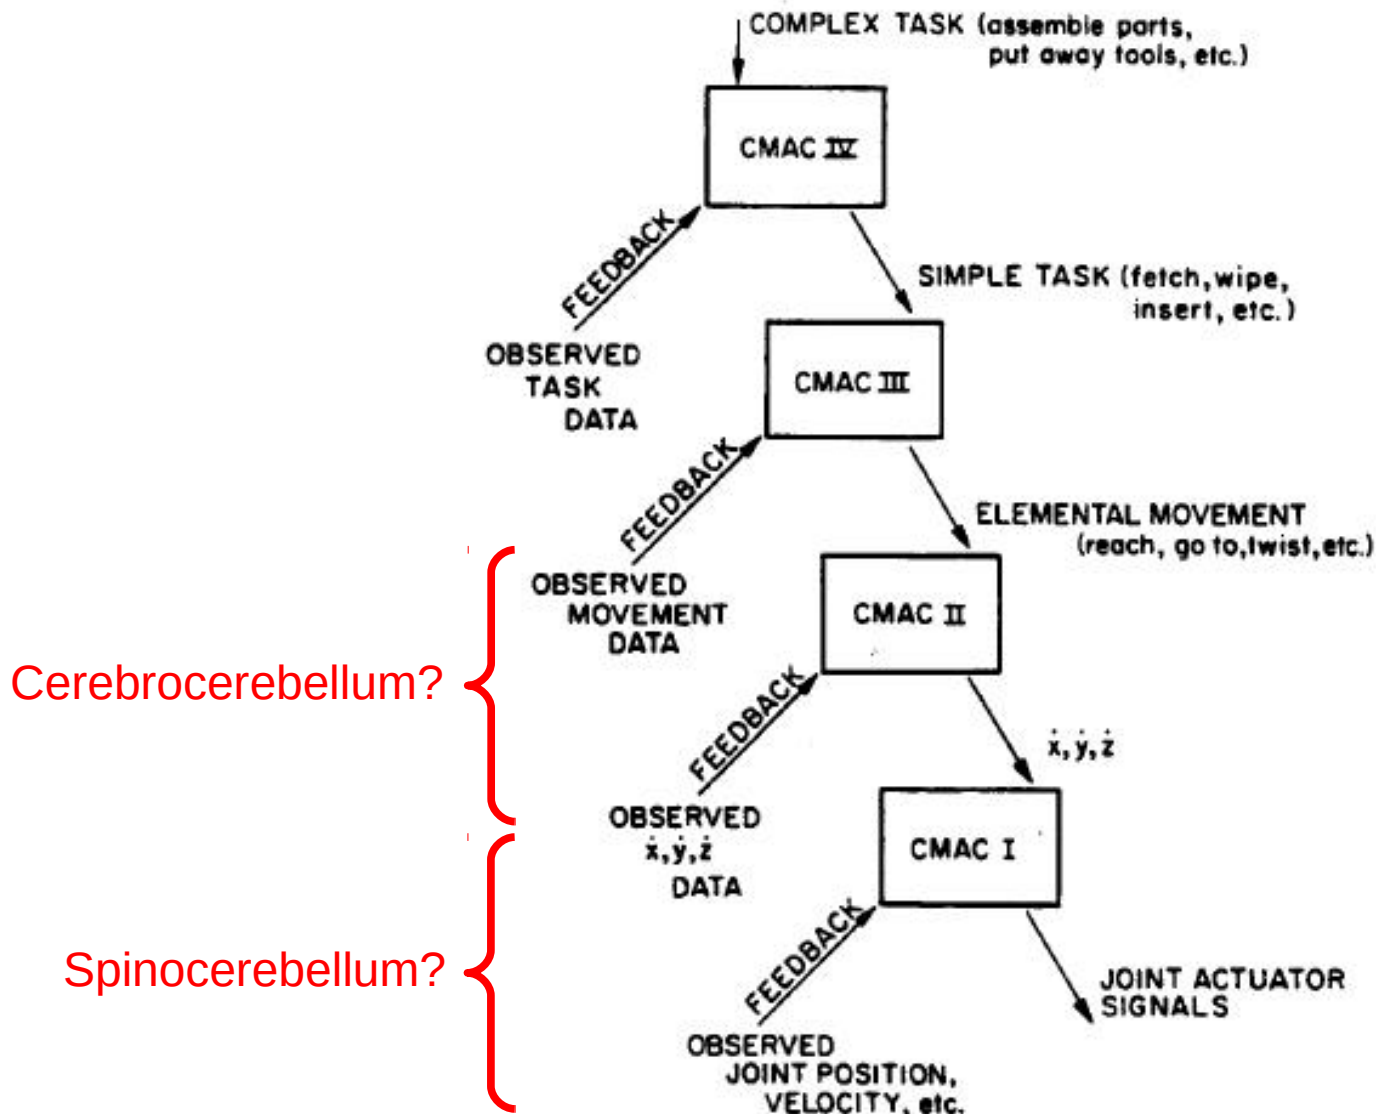 COMPLEX TASK (assemble parts,
put away tools, etc.)
CMAC IV
FEEDBACK
OBSERVED
TASK
DATA
SIMPLE TASK (fetch, wipe,
insert, etc.)
CMAC III
FEEDBACK
OBSERVED
MOVEMENT
DATA
ELEMENTAL MOVEMENT
(reach, go to, twist, etc.)
CMAC II
Cerebrocerebellum?
FEEDBACK
OBSERVED
ẋ, ẏ, ż
DATA
ẋ, ẏ, ż
CMAC I
Spinocerebellum?
FEEDBACK
OBSERVED
JOINT POSITION,
VELOCITY, etc.
JOINT ACTUATOR
SIGNALS